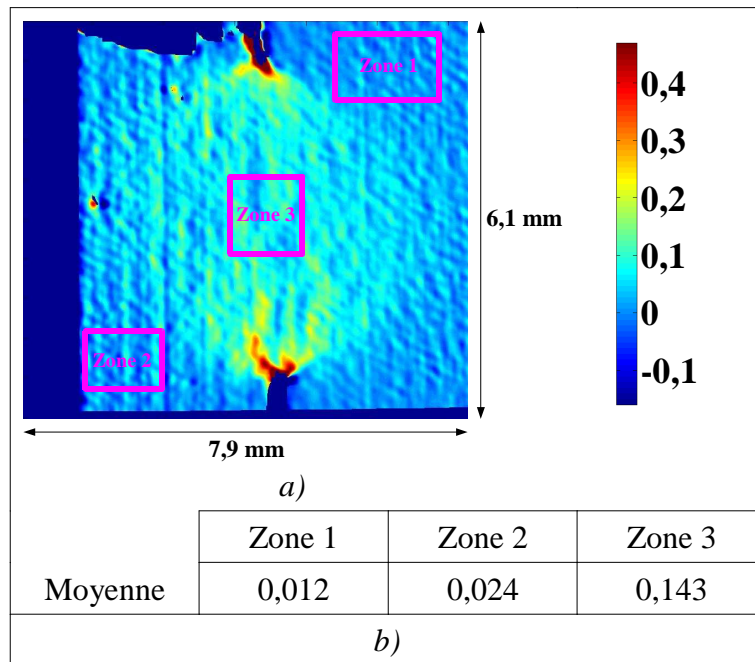 Zone 1
Zone 3
Zone 2
6,1 mm
7,9 mm
0,4
0,3
0,2
0,1
0
-0,1
a)
Zone 1 Zone 2 Zone 3
Moyenne 0,012 0,024 0,143
b)